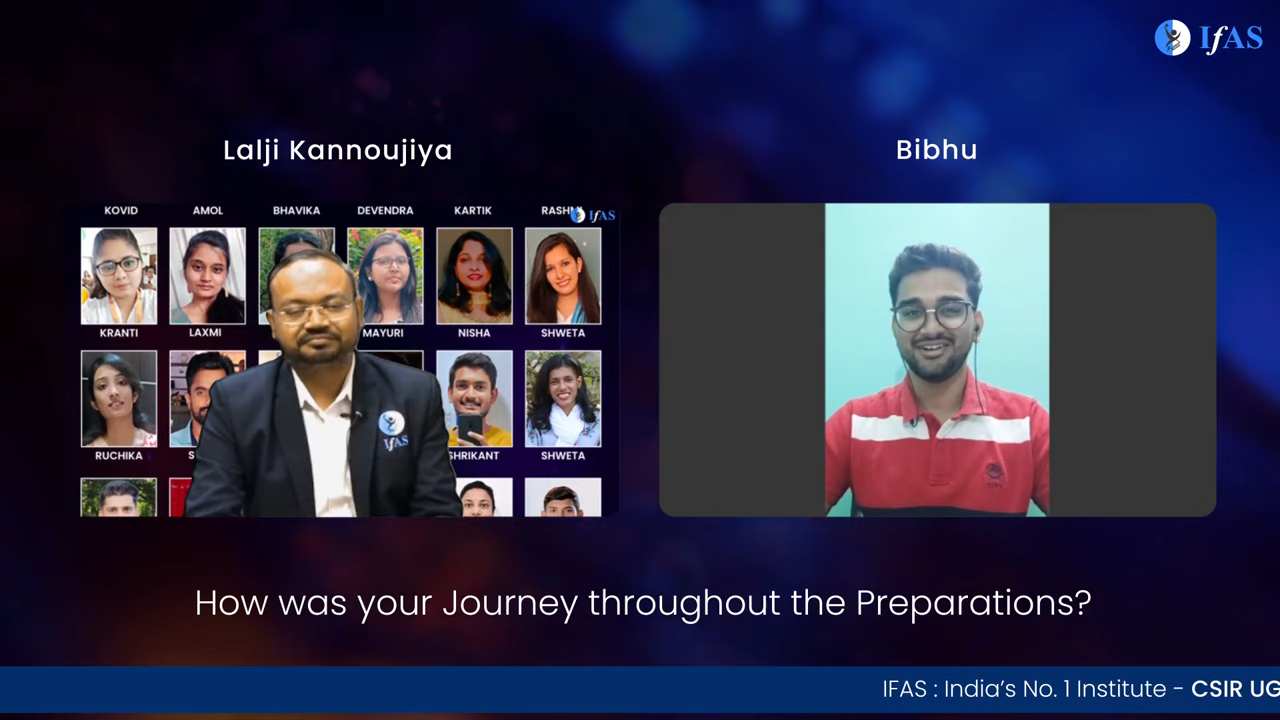 IfAS
Lalji Kannoujiya
Bibhu
KOVID AMOL BHAVIKA DEVENDRA KARTIK
IfAS
KRANTI LAXMI MAYURI NISHA SHWETA
IfAS
RUCHIKA SHRIKANT SHWETA
How was your Journey throughout the Preparations?
IFAS : India's No. 1 Institute - CSIR UG